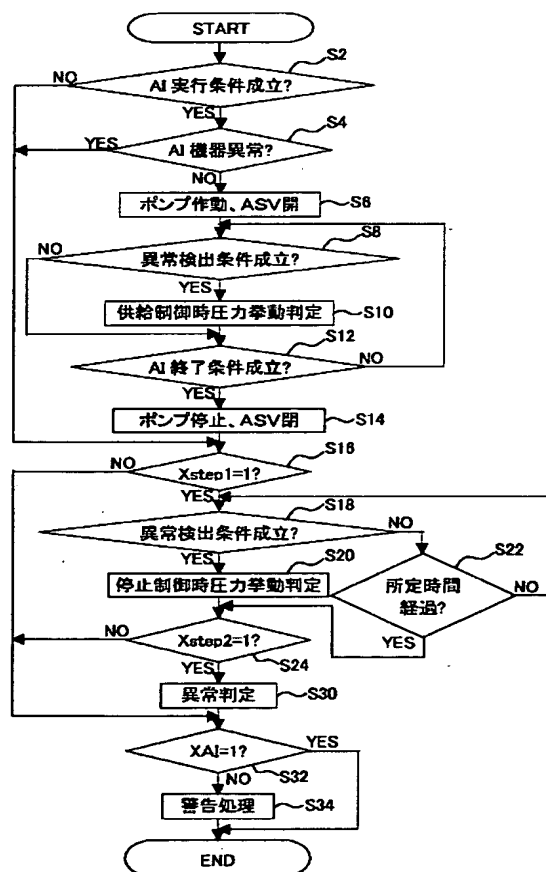 START
S2
NO
AI 実行条件成立?
YES
S4
YES
AI 機器異常?
NO
ポンプ作動、ASV開
S6
S8
NO
異常検出条件成立?
YES
供給制御時圧力挙動判定
S10
S12
AI 終了条件成立?
NO
YES
ポンプ停止、ASV閉
S14
S16
NO
Xstep1=1?
YES
S18
異常検出条件成立?
NO
YES
S20
S22
停止制御時圧力挙動判定
所定時間
経過?
NO
YES
NO
Xstep2=1?
S24
YES
異常判定
S30
XAI=1?
YES
S32
NO
警告処理
S34
END